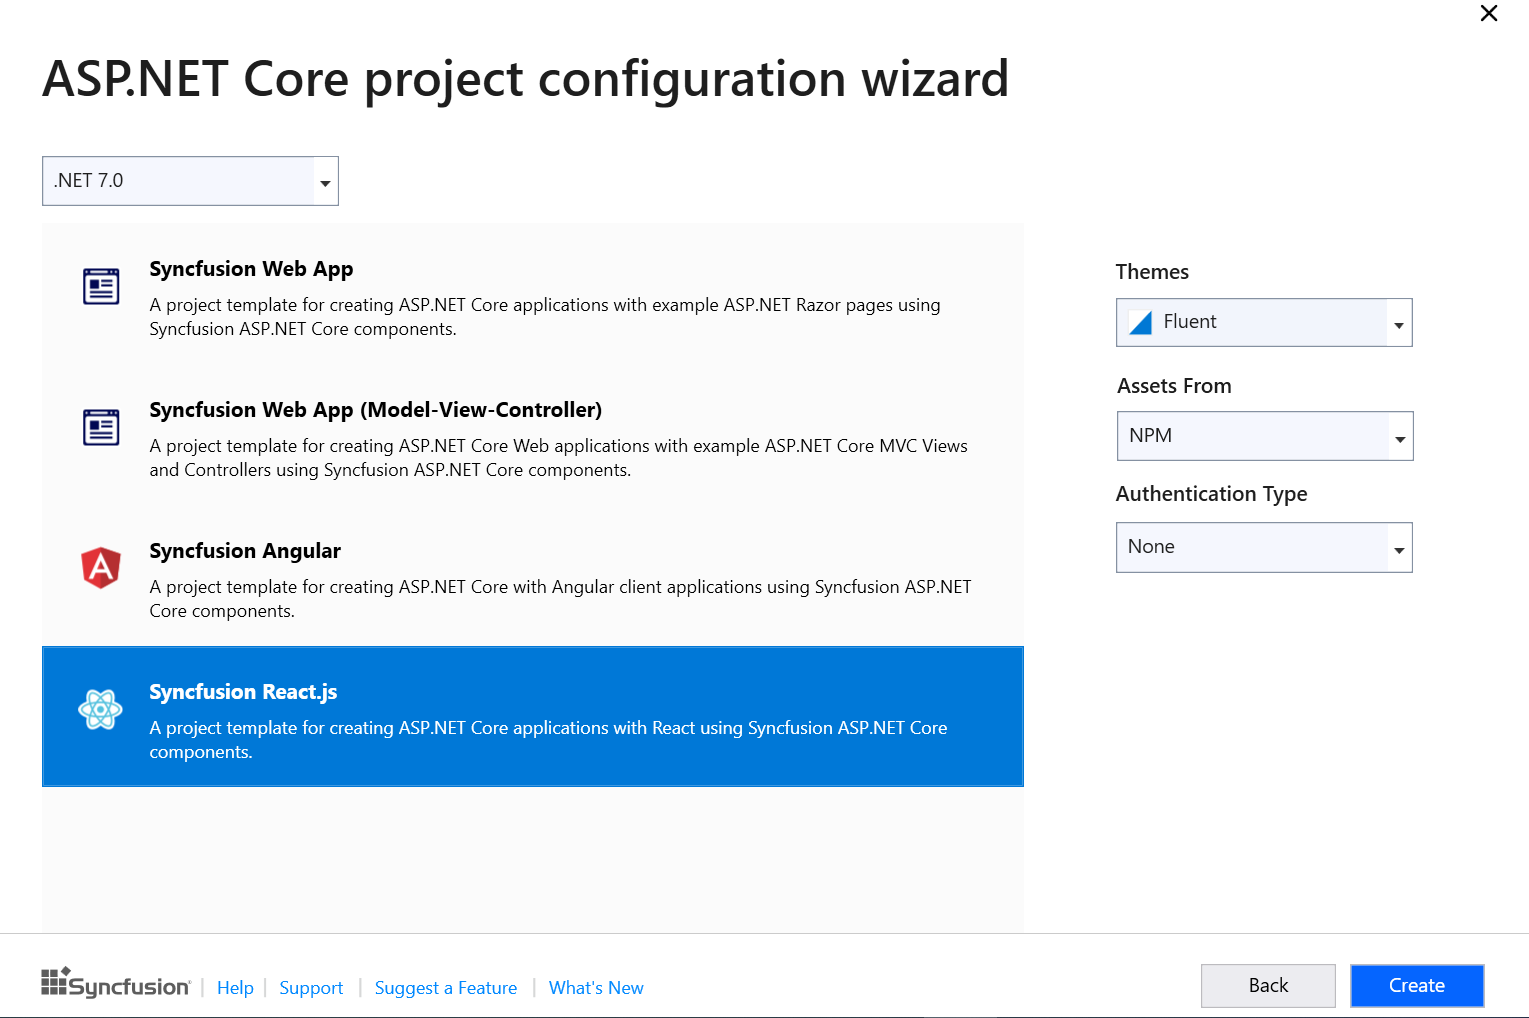 ASP.NET Core project configuration wizard
.NET 7.0
Syncfusion Web App
A project template for creating ASP.NET Core applications with example ASP.NET Razor pages using
Syncfusion ASP.NET Core components.
Syncfusion Web App (Model-View-Controller)
A project template for creating ASP.NET Core Web applications with example ASP.NET Core MVC Views
and Controllers using Syncfusion ASP.NET Core components.
Syncfusion Angular
A project template for creating ASP.NET Core with Angular client applications using Syncfusion ASP.NET
Core components.
Syncfusion React.js
A project template for creating ASP.NET Core applications with React using Syncfusion ASP.NET Core
components.
Themes
Fluent
Assets From
NPM
Authentication Type
None
Syncfusion | Help | Support | Suggest a Feature | What's New
Back
Create